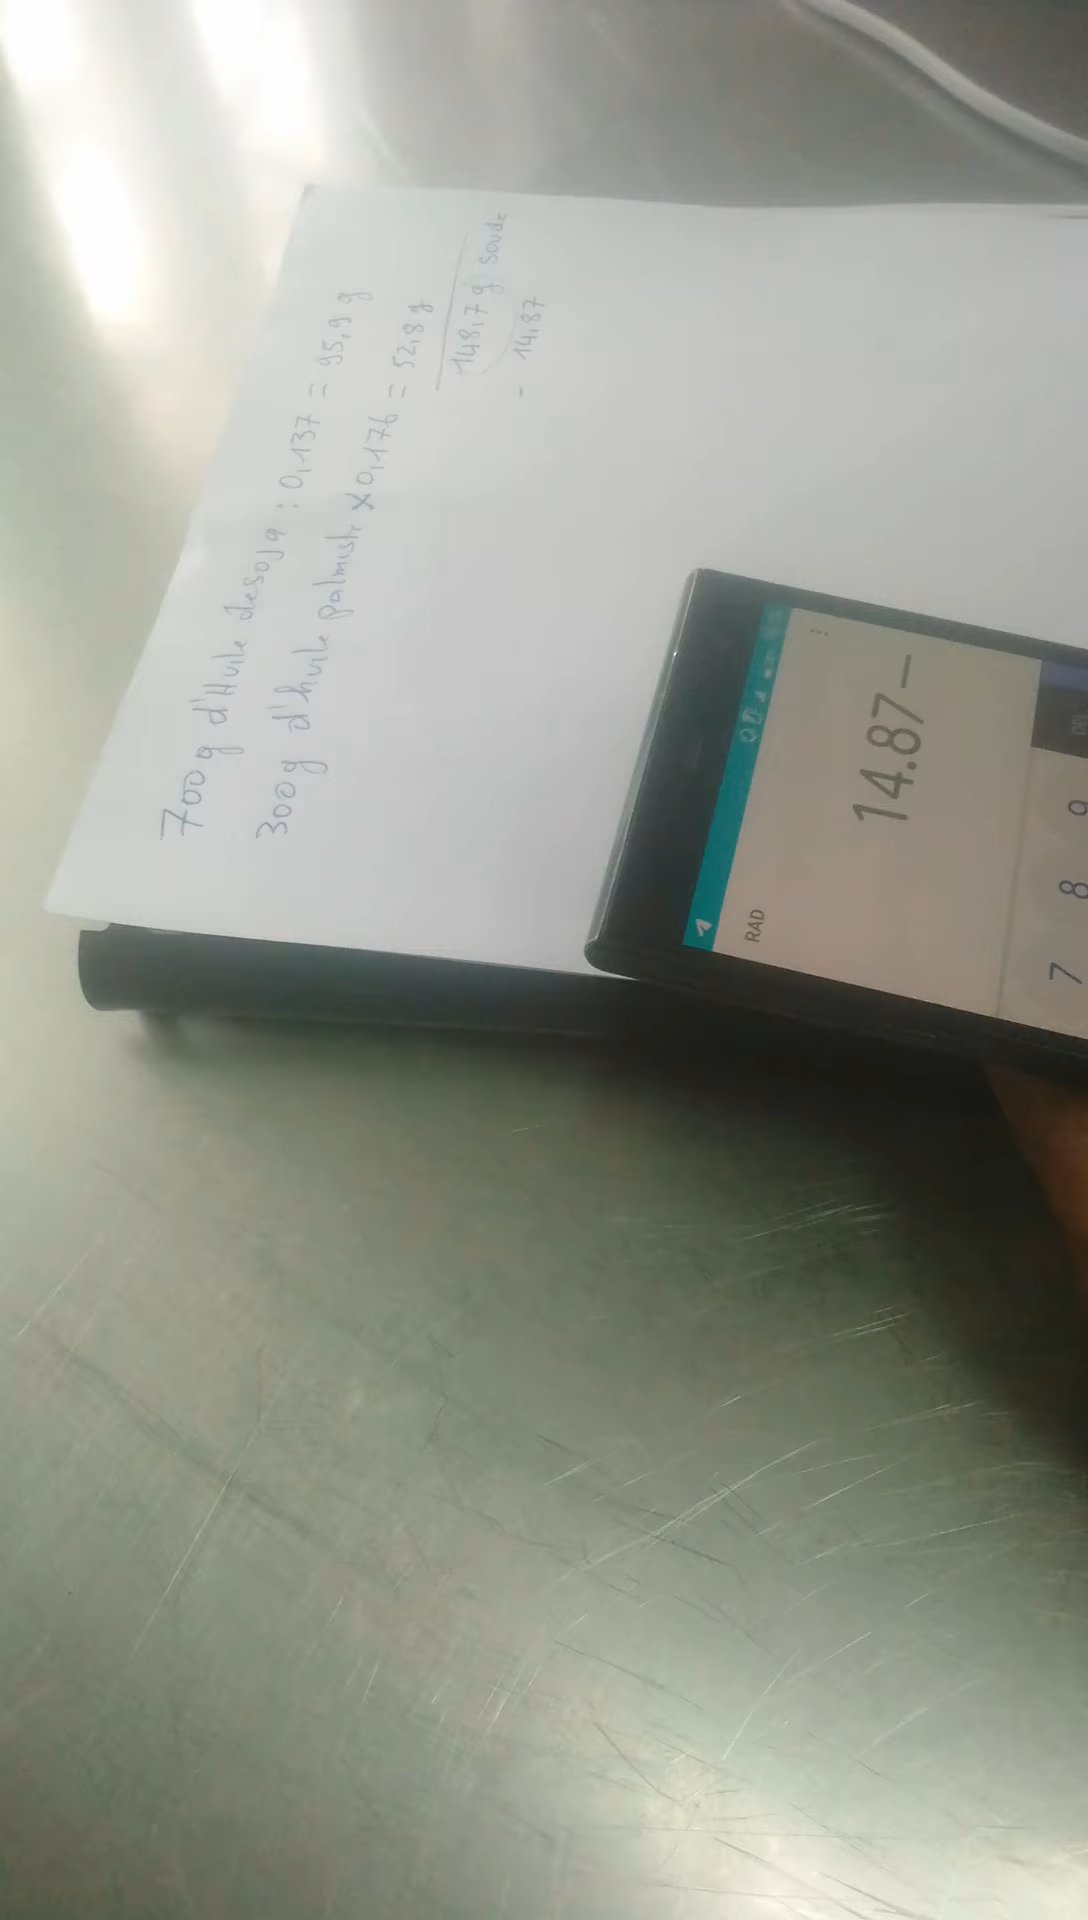 700g d'Huile de soja : 0,137 = 95,9 g
300g d'huile palmiste X 0,176 = 52,8 g
148,7 g soude
- 14,87
RAD
14.87−
7 8 9